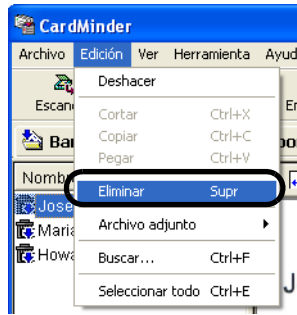 CardMinder
Archivo Edición Ver Herramienta
Deshacer
Cortar Ctrl+X
Copiar Ctrl+C
Pegar Ctrl+V
Eliminar Supr
Archivo adjunto
Buscar... Ctrl+F
Seleccionar todo Ctrl+E
Jose
Maria